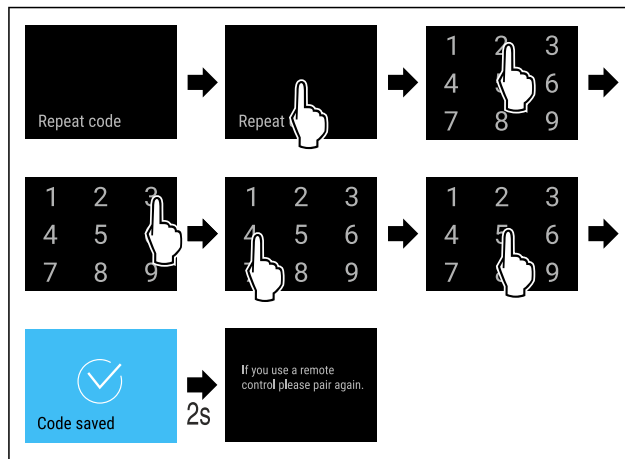 Repeat code
Repeat
1 2 3
4 6
7 8 9
1 2 3
4 5
7 8 9
1 2 3
4 5 6
8 9
1 2 3
4 5 6
7 9
Code saved
2s
If you use a remote
control please pair again.